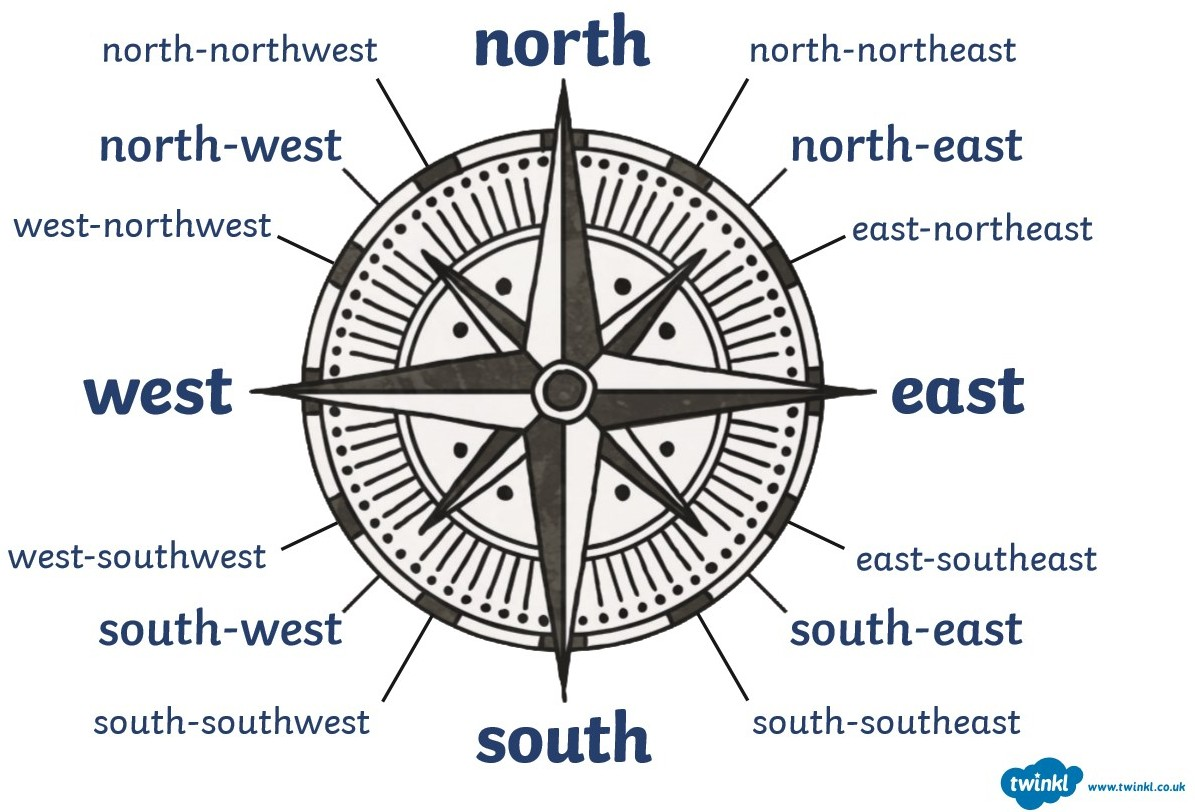 north
north-northwest
north-northeast
north-west
north-east
west-northwest
east-northeast
west
east
west-southwest
east-southeast
south-west
south-east
south-southwest
south-southeast
south
twinkl
www.twinkl.co.uk